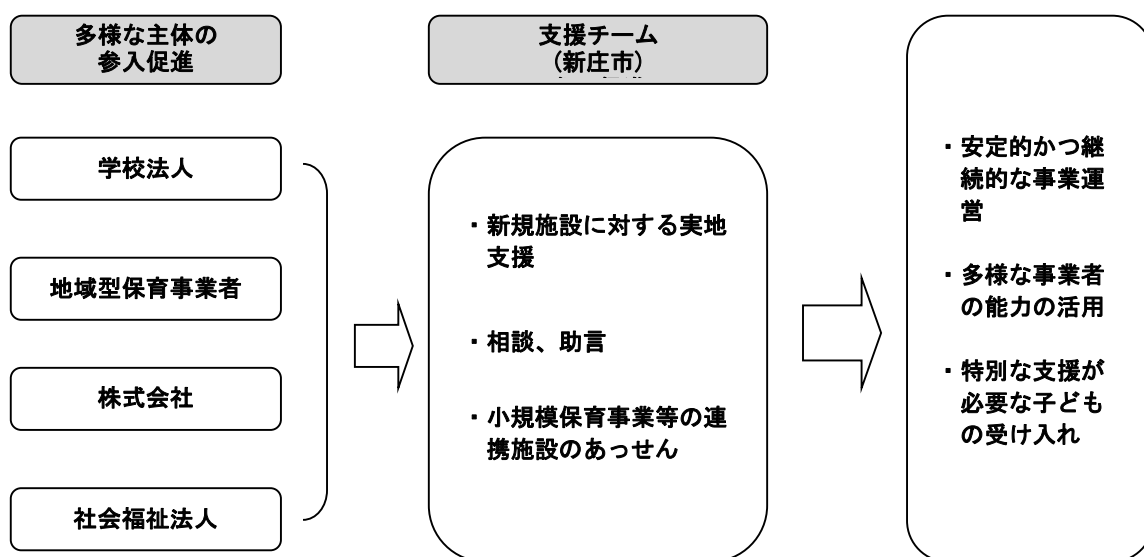 多様な主体の
参入促進
学校法人
地域型保育事業者
株式会社
社会福祉法人
支援チーム
(新庄市)
・新規施設に対する実地
支援
・相談、助言
・小規模保育事業等の連
携施設のあっせん
・安定的かつ継
続的な事業運
営
・多様な事業者
の能力の活用
・特別な支援が
必要な子ども
の受け入れ